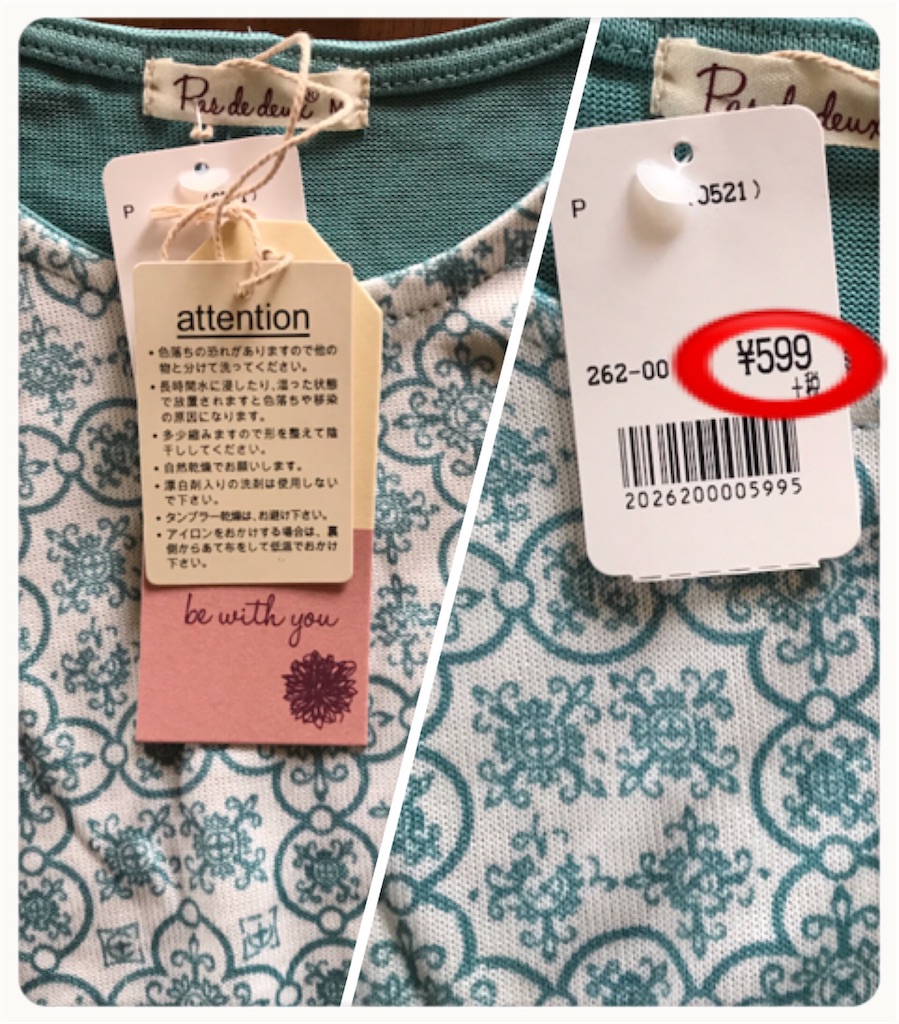 Pas de deux® M
P
attention
・色落ちの恐れがありますので他の
物と分けて洗ってください。
・長時間水に浸したり、湿った状態
で放置されますと色落ちや移染
の原因になります。
・多少縮みますので形を整えて陰
干ししてください。
・自然乾燥でお願いします。
・漂白剤入りの洗剤は使用しない
で下さい。
・タンブラー乾燥は、お避け下さい。
・アイロンをおかけする場合は、裏
側からあて布をして低温でおかけ
下さい。
be with you
Pas de deux
P 0521)
262-00 ¥599
+税
2026200005995